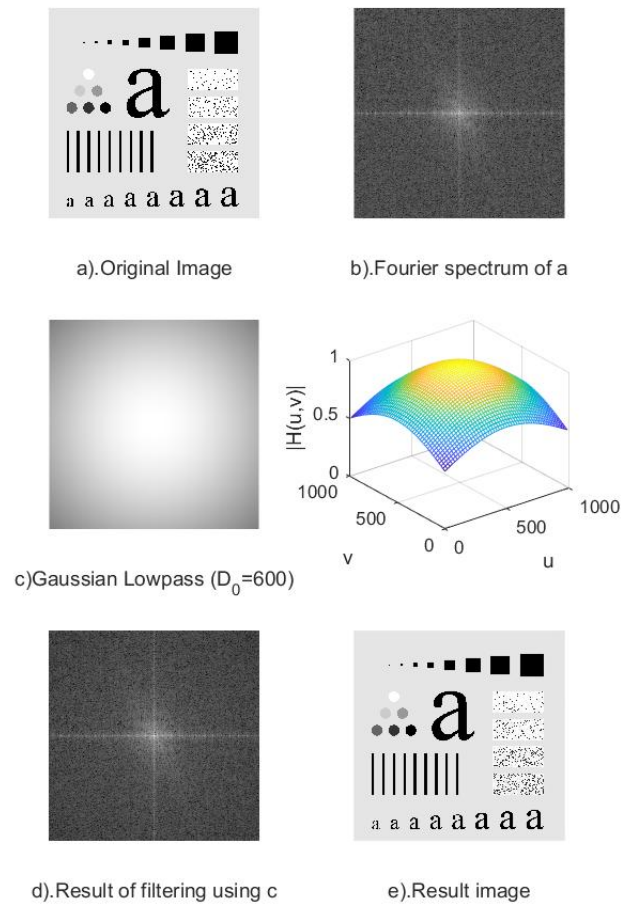 a
a a a a a a a a
a).Original Image
b).Fourier spectrum of a
c)Gaussian Lowpass (D_0=600)
|H(u,v)|
1
0.5
0
1000
500
0
v
0
500
1000
u
d).Result of filtering using c
a
a a a a a a a a
e).Result image